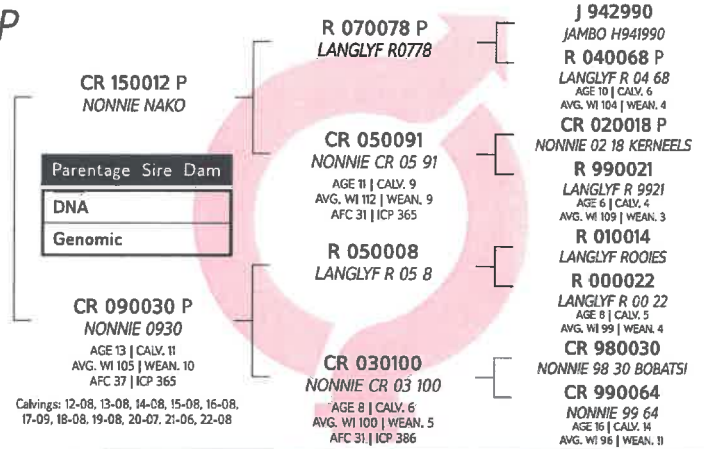 P
CR 150012 P
NONNIE NAKO
Parentage Sire Dam
DNA
Genomic
CR 090030 P
NONNIE 0930
AGE 13 | CALV. 11
AVG. WI 105 | WEAN. 10
AFC 37 | ICP 365
Calvings: 12-08, 13-08, 14-08, 15-08, 16-08,
17-09, 18-08, 19-08, 20-07, 21-06, 22-08
R 070078 P
LANGLYF R0778
CR 050091
NONNIE CR 05 91
AGE 11 | CALV. 9
AVG. WI 112 | WEAN. 9
AFC 31 | ICP 365
R 050008
LANGLYF R 05 8
CR 030100
NONNIE CR 03 100
AGE 8 | CALV. 6
AVG. WI 100 | WEAN. 5
AFC 31 | ICP 386
J 942990
JAMBO H941990
R 040068 P
LANGLYF R 04 68
AGE 10 | CALV. 6
AVG. WI 104 | WEAN. 4
CR 020018 P
NONNIE 02 18 KERNEELS
R 990021
LANGLYF R 9921
AGE 6 | CALV. 4
AVG. WI 109 | WEAN. 3
R 010014
LANGLYF ROOIES
R 000022
LANGLYF R 00 22
AGE 8 | CALV. 5
AVG. WI 99 | WEAN. 4
CR 980030
NONNIE 98 30 BOBATSI
CR 990064
NONNIE 99 64
AGE 16 | CALV. 14
AVG. WI 96 | WEAN. 11